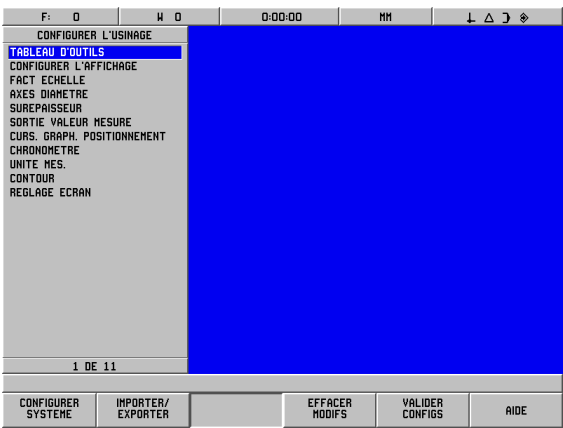 F: 0
W 0
0:00:00
MM
CONFIGURER L'USINAGE
TABLEAU D'OUTILS
CONFIGURER L'AFFICHAGE
FACT ECHELLE
AXES DIAMETRE
SUREPAISSEUR
SORTIE VALEUR MESURE
CURS. GRAPH. POSITIONNEMENT
CHRONOMETRE
UNITE MES.
CONTOUR
REGLAGE ECRAN
1 DE 11
CONFIGURER
SYSTEME
IMPORTER/
EXPORTER
EFFACER
MODIFS
VALIDER
CONFIGS
AIDE